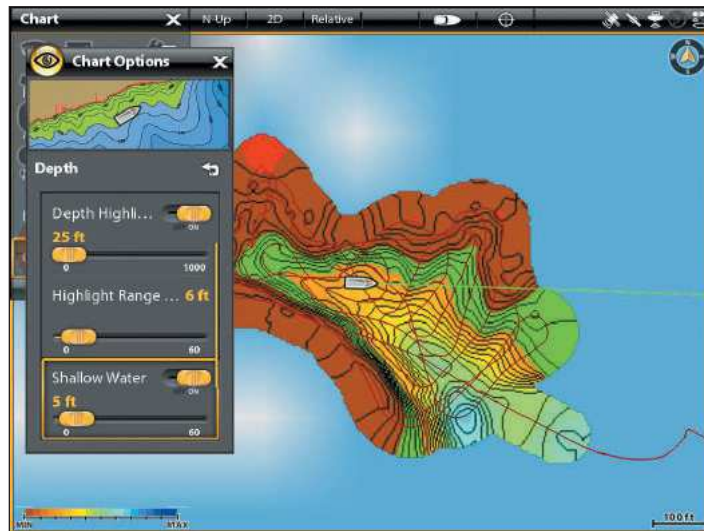 Chart X N-Up 2D Relative
Chart Options X
Depth
Depth Highli...
ON
25 ft
0 1000
Highlight Range ... 6 ft
0 60
Shallow Water
ON
5 ft
0 60
MIN MAX
100 ft